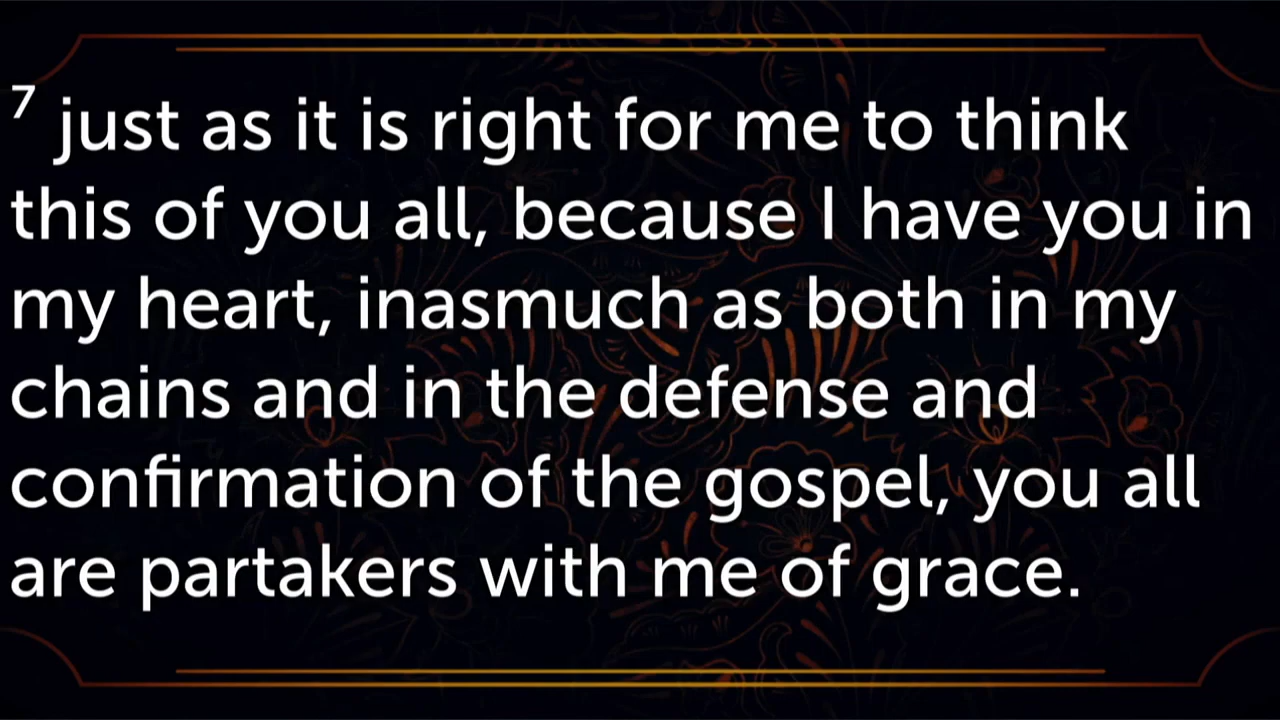 7 just as it is right for me to think
this of you all, because I have you in
my heart, inasmuch as both in my
chains and in the defense and
confirmation of the gospel, you all
are partakers with me of grace.